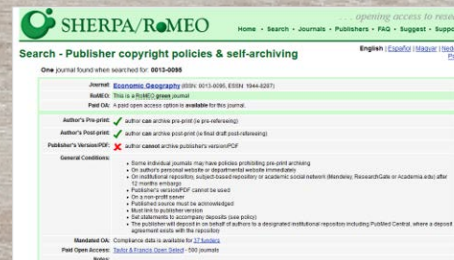 ... opening access to rese
SHERPA/RoMEO
Home • Search • Journals • Publishers • FAQ • Suggest • Suppo
English | Español | Magyar | Ned
Search - Publisher copyright policies & self-archiving
One journal found when searched for: 0013-0095
Journal: Economic Geography (ISSN: 0013-0095, ESSN: 1944-8287)
RoMEO: This is a RoMEO green journal
Paid OA: A paid open access option is available for this journal.
Author's Pre-print: author can archive pre-print (ie pre-refereeing)
Author's Post-print: author can archive post-print (ie final draft post-refereeing)
Publisher's Version/PDF: author cannot archive publisher's version/PDF
General Conditions:
• Some individual journals may have policies prohibiting pre-print archiving
• On author's personal website or departmental website immediately
• On institutional repository, subject-based repository or academic social network (Mendeley, ResearchGate or Academia.edu) after
12 months embargo
• Publisher's version/PDF cannot be used
• On a non-profit server
• Published source must be acknowledged
• Must link to publisher version
• Set statements to accompany deposits (see policy)
• The publisher will deposit in on behalf of authors to a designated institutional repository including PubMed Central, where a deposit
agreement exists with the repository
Mandated OA: Compliance data is available for 37 funders
Paid Open Access: Taylor & Francis Open Select - 500 journals
Notes: